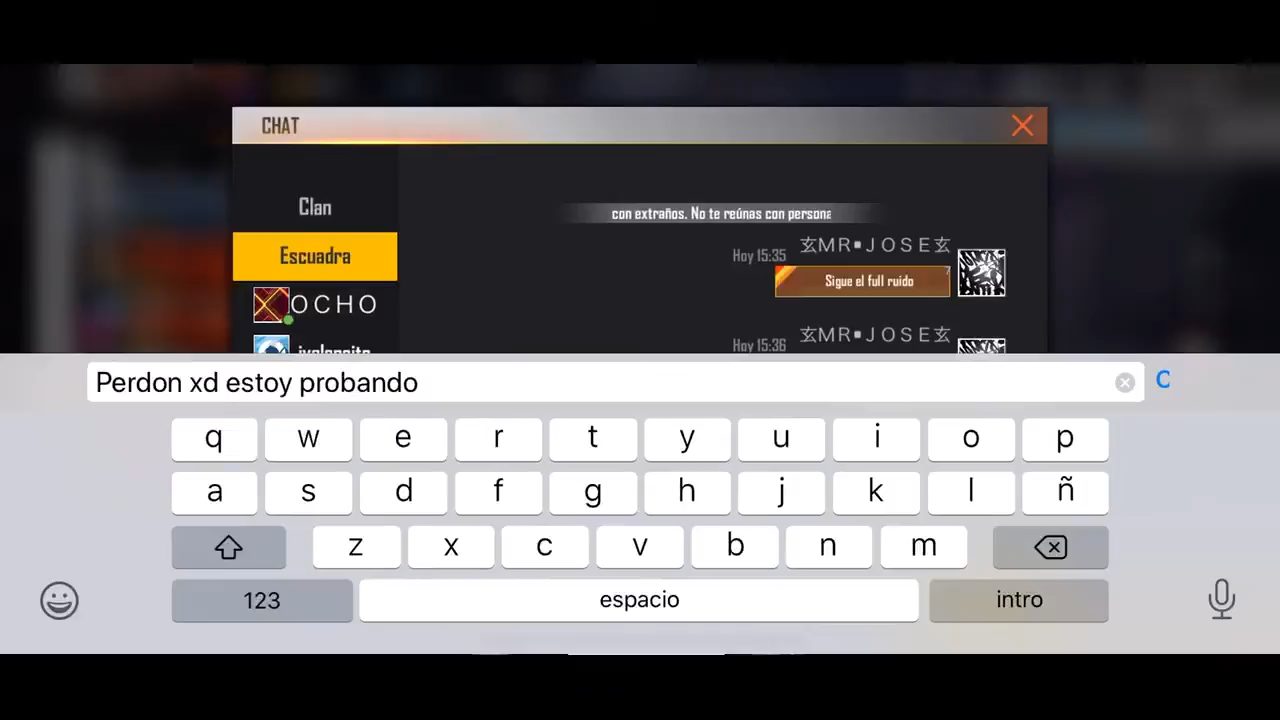 CHAT
Clan
Escuadra
OCHO
con extraños. No te reúnas con persona
玄MR▪JOSE玄
Hoy 15:35
Sigue el full ruido
玄MR▪JOSE玄
Hoy 15:36
Perdon xd estoy probando
q w e r t y u i o p
a s d f g h j k l ñ
z x c v b n m
123 espacio intro